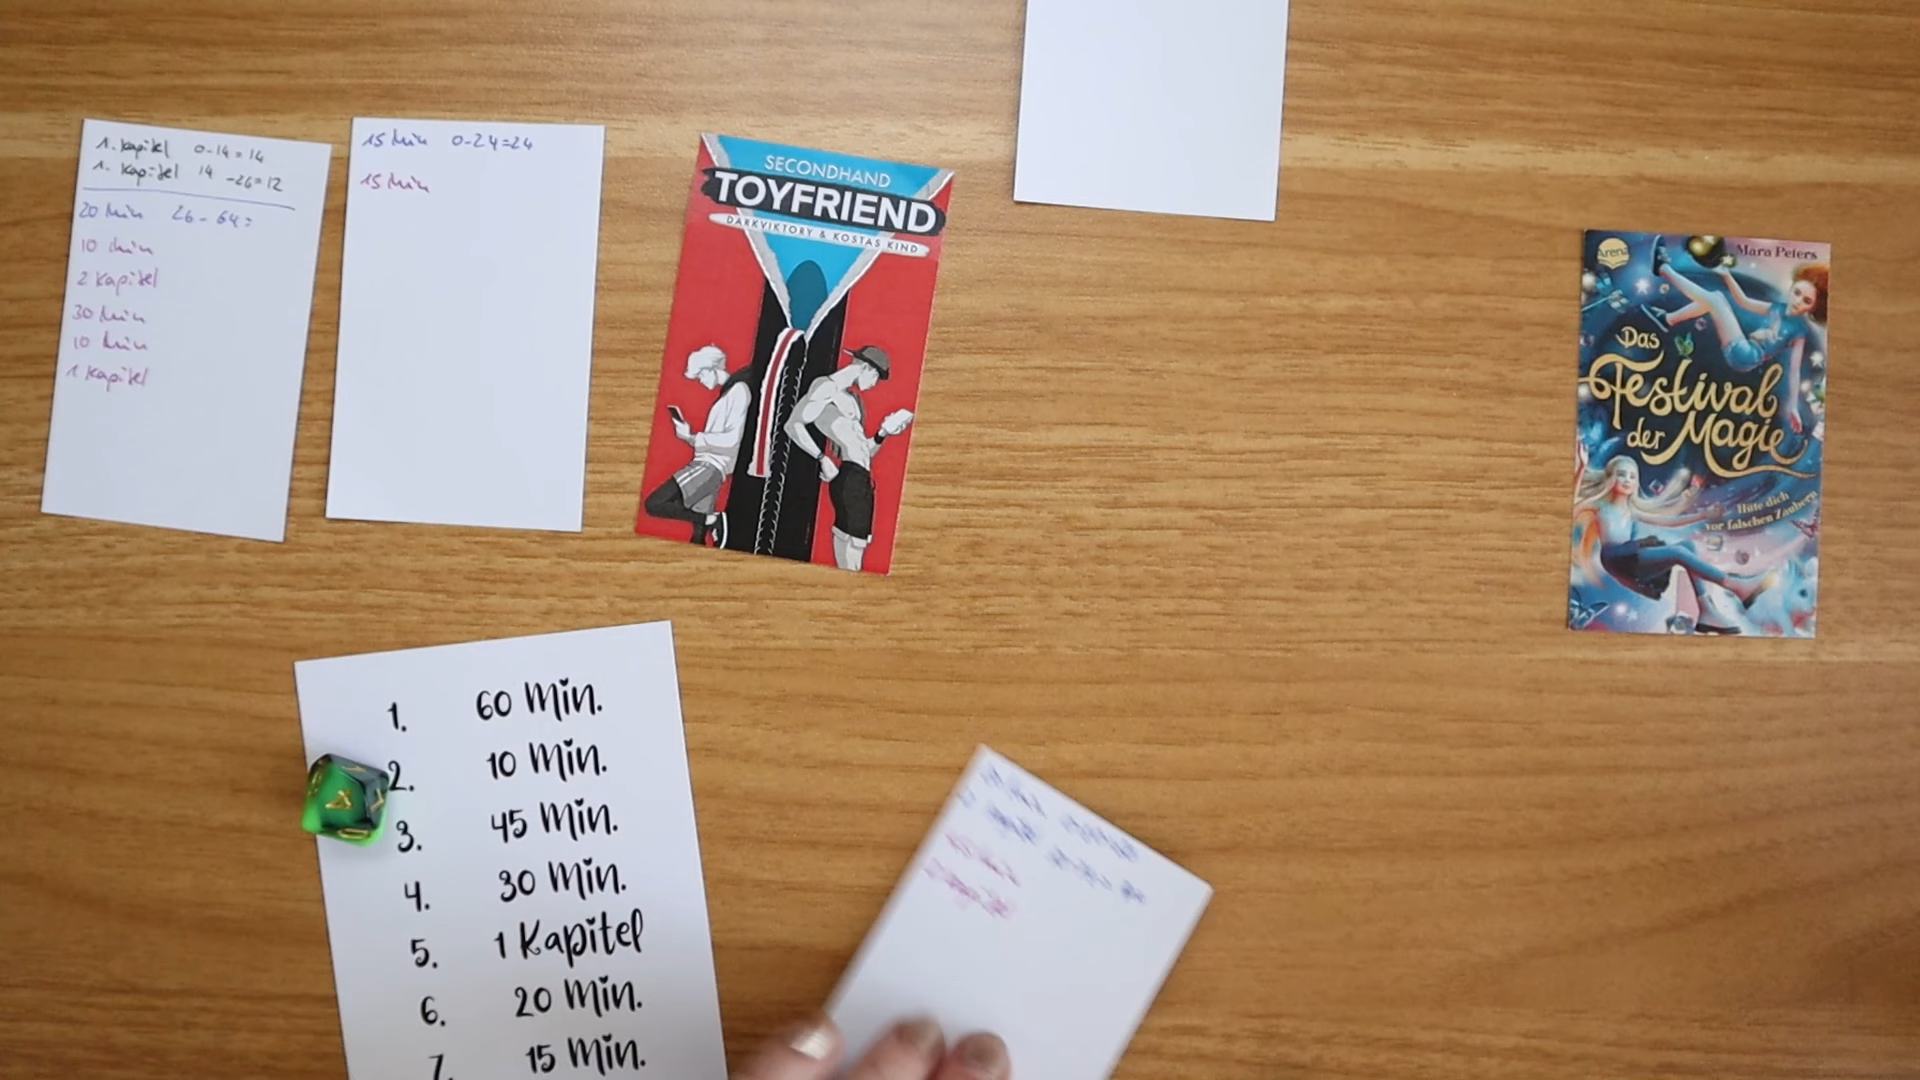 1. Kapitel 0-14 = 14
1. Kapitel 14-26=12
20 Min 26-64=
10 Min
2 Kapitel
30 Min
10 Min
1 Kapitel
15 Min 0-24=24
15 Min
SECONDHAND
TOYFRIEND
DARKVIKTORY & KOSTAS KIND
Arena
Mara Peters
Das
Festival
der Magie
Hüte dich
vor falschen Zaubern
1. 60 Min.
2. 10 Min.
3. 45 Min.
4. 30 Min.
5. 1 Kapitel
6. 20 Min.
7. 15 Min.